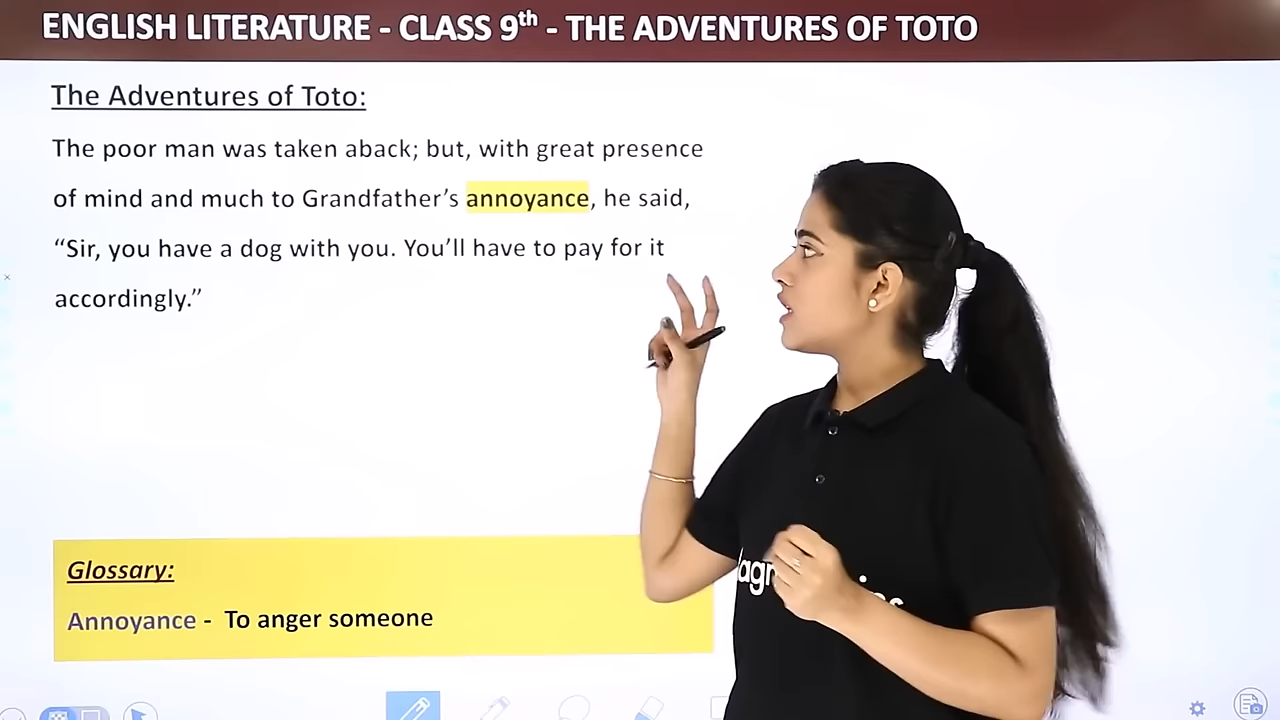 ENGLISH LITERATURE - CLASS 9th - THE ADVENTURES OF TOTO
The Adventures of Toto:
The poor man was taken aback; but, with great presence
of mind and much to Grandfather’s annoyance, he said,
“Sir, you have a dog with you. You’ll have to pay for it
accordingly.”
Glossary:
Annoyance - To anger someone